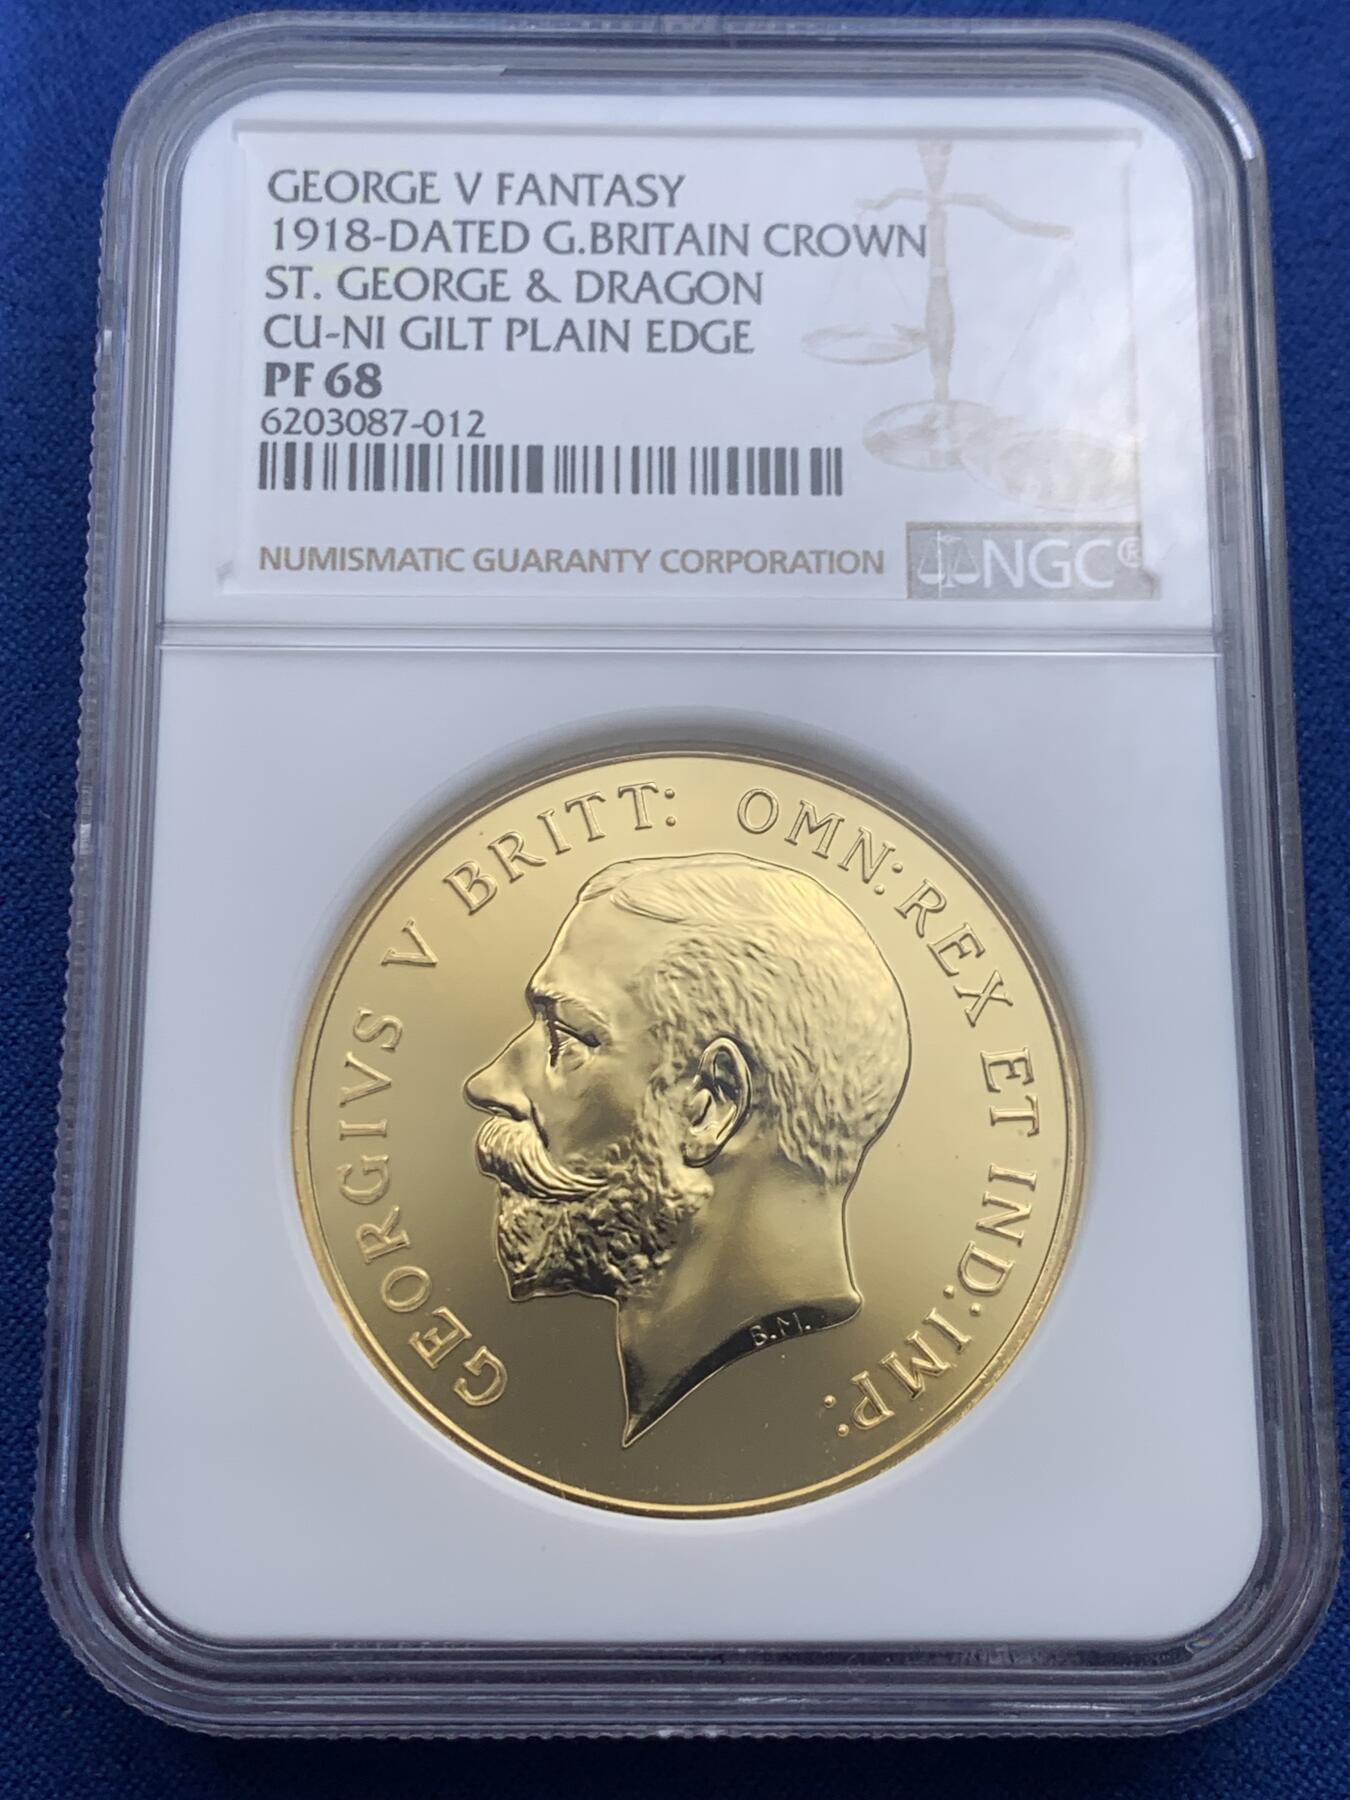 GEORGE V FANTASY
1918-DATED G.BRITAIN CROWN
ST. GEORGE & DRAGON
CU-NI GILT PLAIN EDGE
PF 68
6203087-012
NUMISMATIC GUARANTY CORPORATION
NGC®
GEORGIVS V BRITT: OMN: REX ET IND: IMP:
B.M.